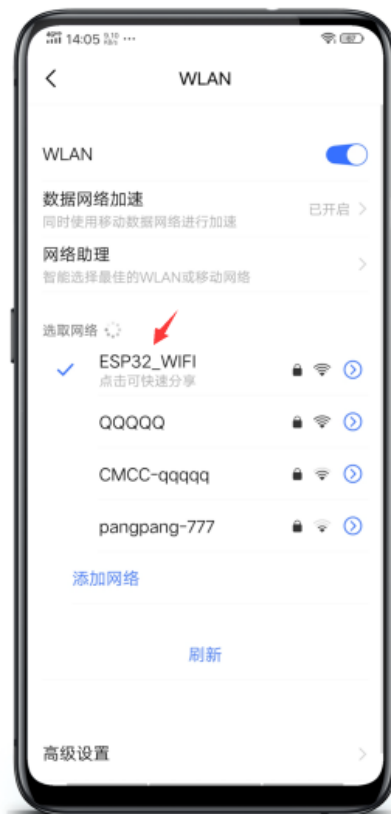 14:05
WLAN
WLAN
数据网络加速
同时使用移动数据网络进行加速
已开启
网络助理
智能选择最佳的WLAN或移动网络
选取网络
ESP32_WIFI
点击可快速分享
QQQQQ
CMCC-qqqqq
pangpang-777
添加网络
刷新
高级设置